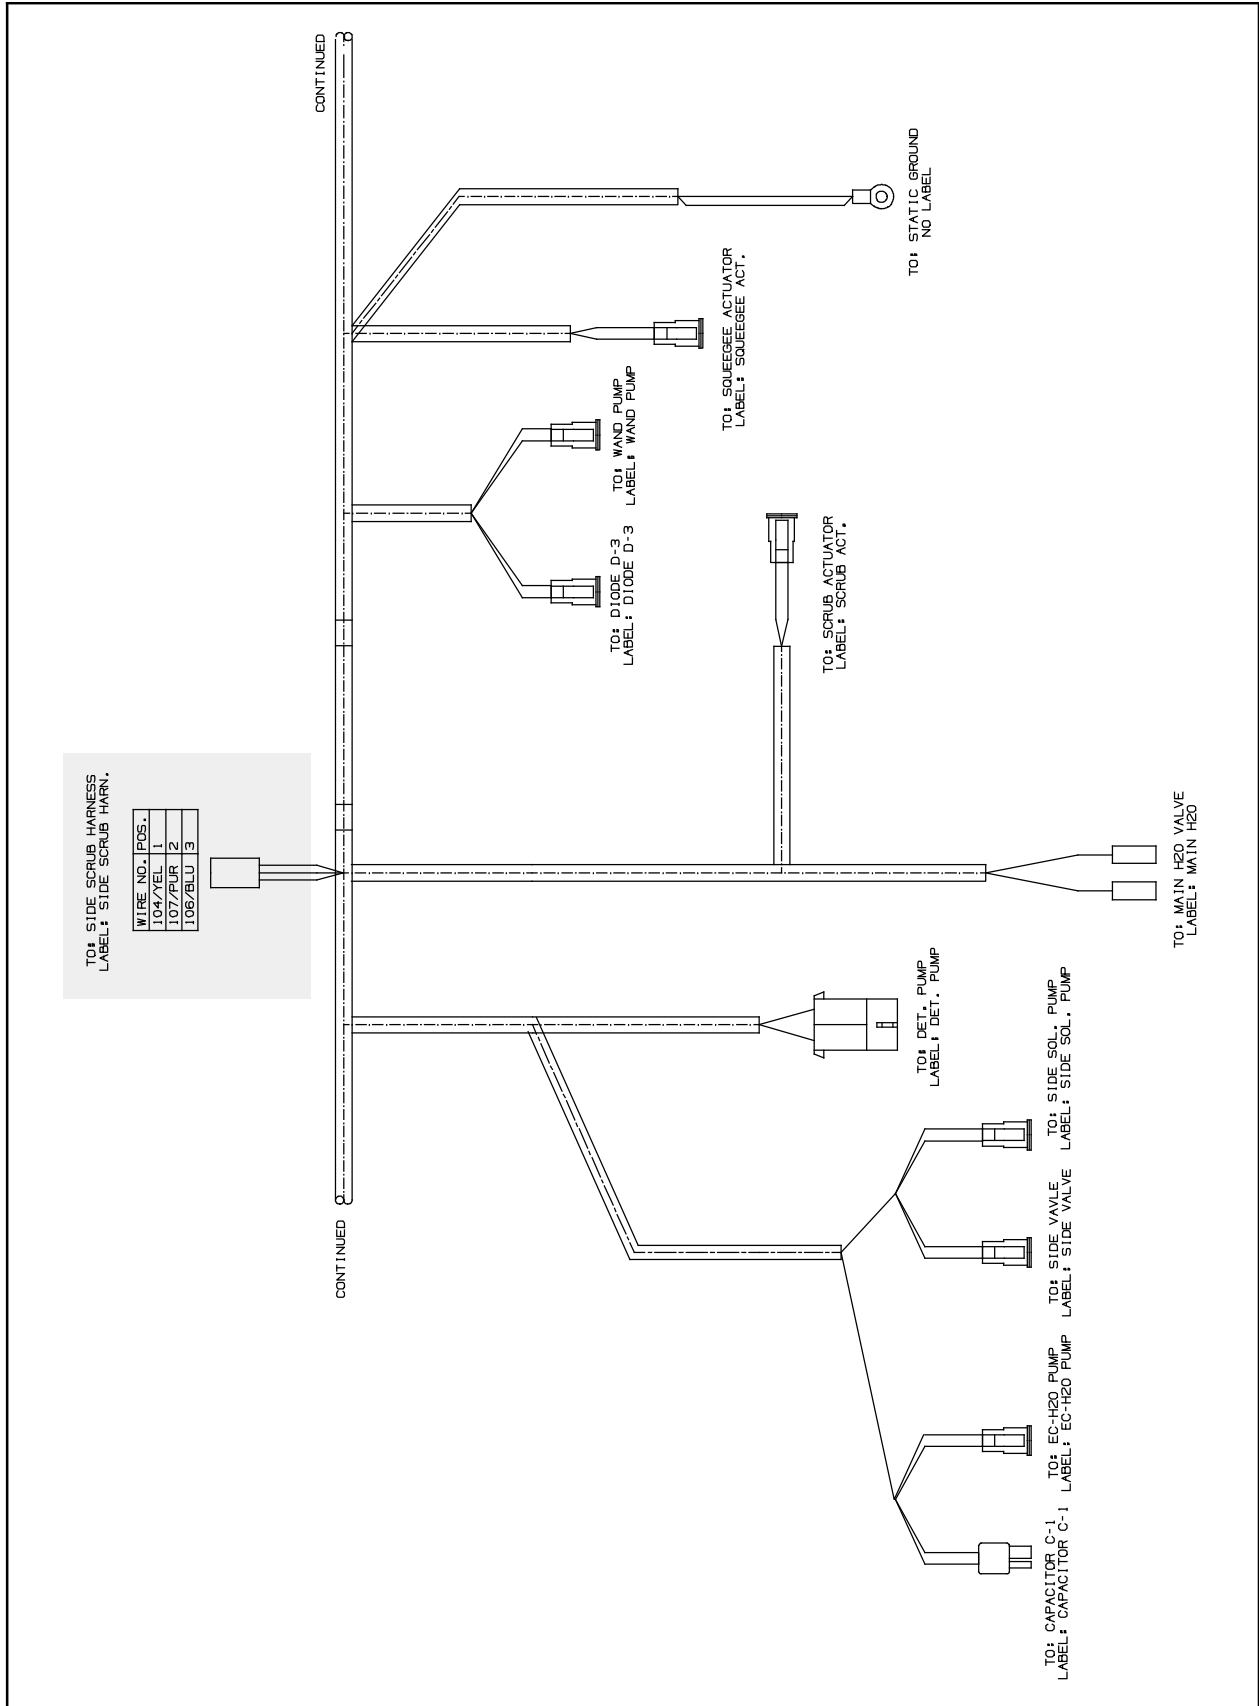 CONTINUED
TO: SIDE SCRUB HARNESS
LABEL: SIDE SCRUB HARN.
WIRE NO. POS.
104/YEL 1
107/PUR 2
106/BLU 3
CONTINUED
TO: CAPACITOR C-1
LABEL: CAPACITOR C-1
TO: EC-H2O PUMP
LABEL: EC-H2O PUMP
TO: SIDE VAVLE
LABEL: SIDE VALVE
TO: SIDE SOL. PUMP
LABEL: SIDE SOL. PUMP
TO: DET. PUMP
LABEL: DET. PUMP
TO: MAIN H2O VALVE
LABEL: MAIN H2O
TO: SCRUB ACTUATOR
LABEL: SCRUB ACT.
TO: DIODE D-3
LABEL: DIODE D-3
TO: WAND PUMP
LABEL: WAND PUMP
TO: SQUEEGEE ACTUATOR
LABEL: SQUEEGEE ACT.
TO: STATIC GROUND
NO LABEL